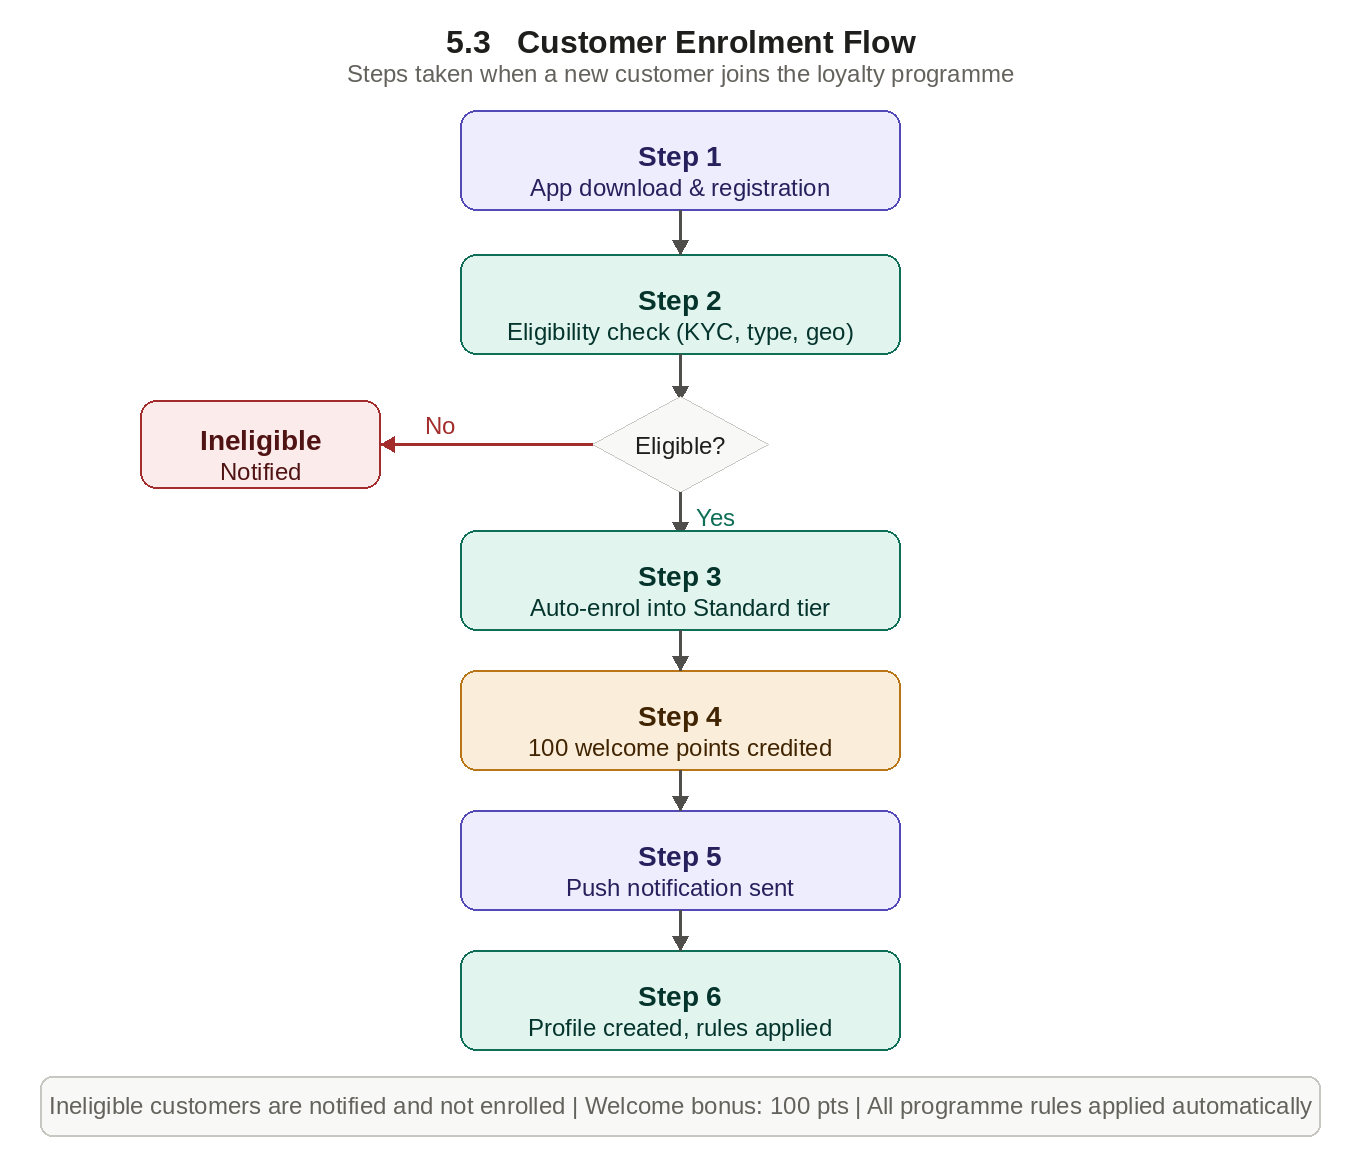 5.3 Customer Enrolment Flow
Steps taken when a new customer joins the loyalty programme
Step 1
App download & registration
Step 2
Eligibility check (KYC, type, geo)
Eligible?
No
Ineligible
Notified
Yes
Step 3
Auto-enrol into Standard tier
Step 4
100 welcome points credited
Step 5
Push notification sent
Step 6
Profile created, rules applied
Ineligible customers are notified and not enrolled | Welcome bonus: 100 pts | All programme rules applied automatically